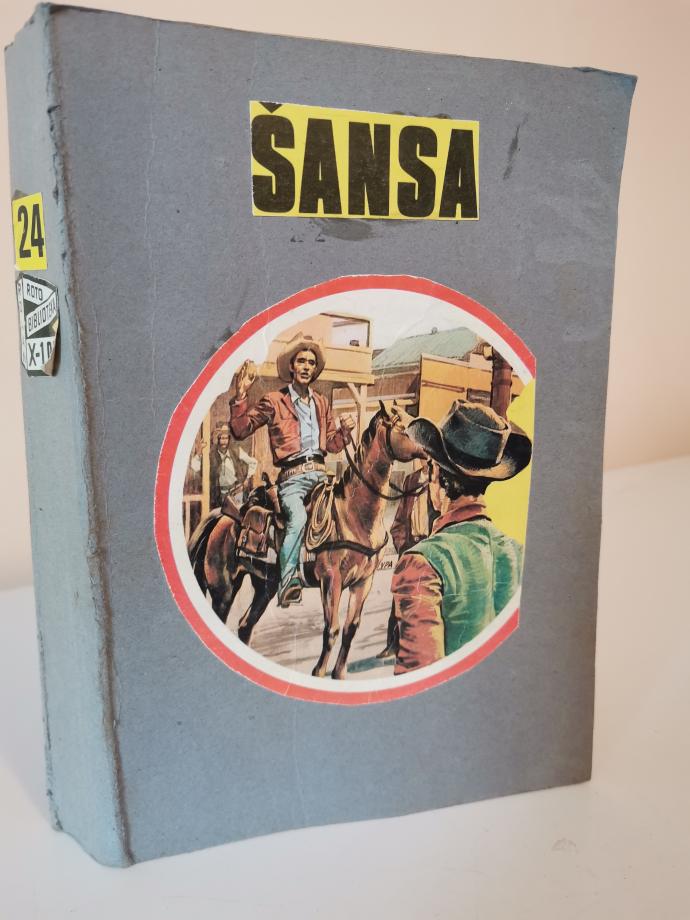 ŠANSA
24
ROTO
BIBLIOTEKA
X-10